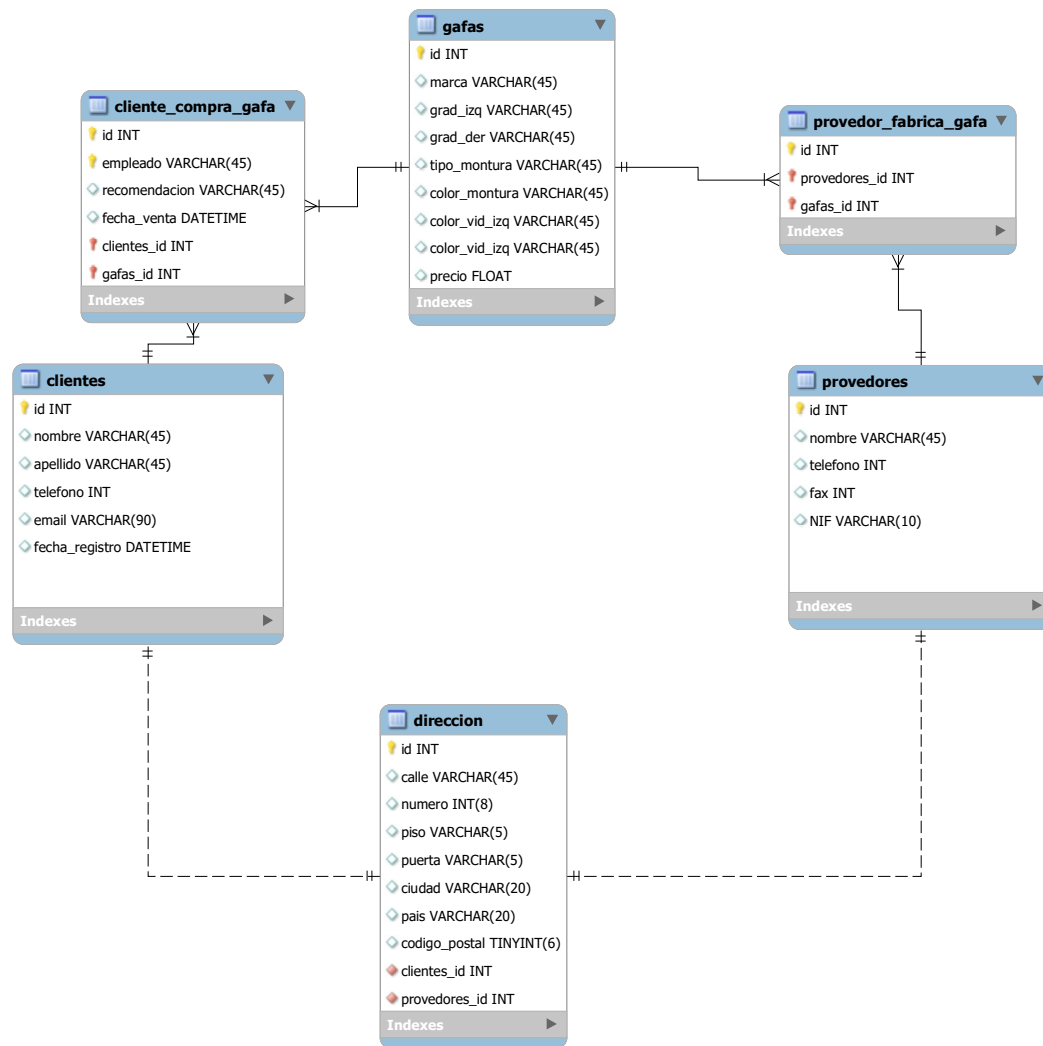 gafas
id INT
marca VARCHAR(45)
grad_izq VARCHAR(45)
grad_der VARCHAR(45)
tipo_montura VARCHAR(45)
color_montura VARCHAR(45)
color_vid_izq VARCHAR(45)
color_vid_izq VARCHAR(45)
precio FLOAT
Indexes
cliente_compra_gafa
id INT
empleado VARCHAR(45)
recomendacion VARCHAR(45)
fecha_venta DATETIME
clientes_id INT
gafas_id INT
Indexes
provedor_fabrica_gafa
id INT
provedores_id INT
gafas_id INT
Indexes
clientes
id INT
nombre VARCHAR(45)
apellido VARCHAR(45)
telefono INT
email VARCHAR(90)
fecha_registro DATETIME
Indexes
provedores
id INT
nombre VARCHAR(45)
telefono INT
fax INT
NIF VARCHAR(10)
Indexes
direccion
id INT
calle VARCHAR(45)
numero INT(8)
piso VARCHAR(5)
puerta VARCHAR(5)
ciudad VARCHAR(20)
pais VARCHAR(20)
codigo_postal TINYINT(6)
clientes_id INT
provedores_id INT
Indexes